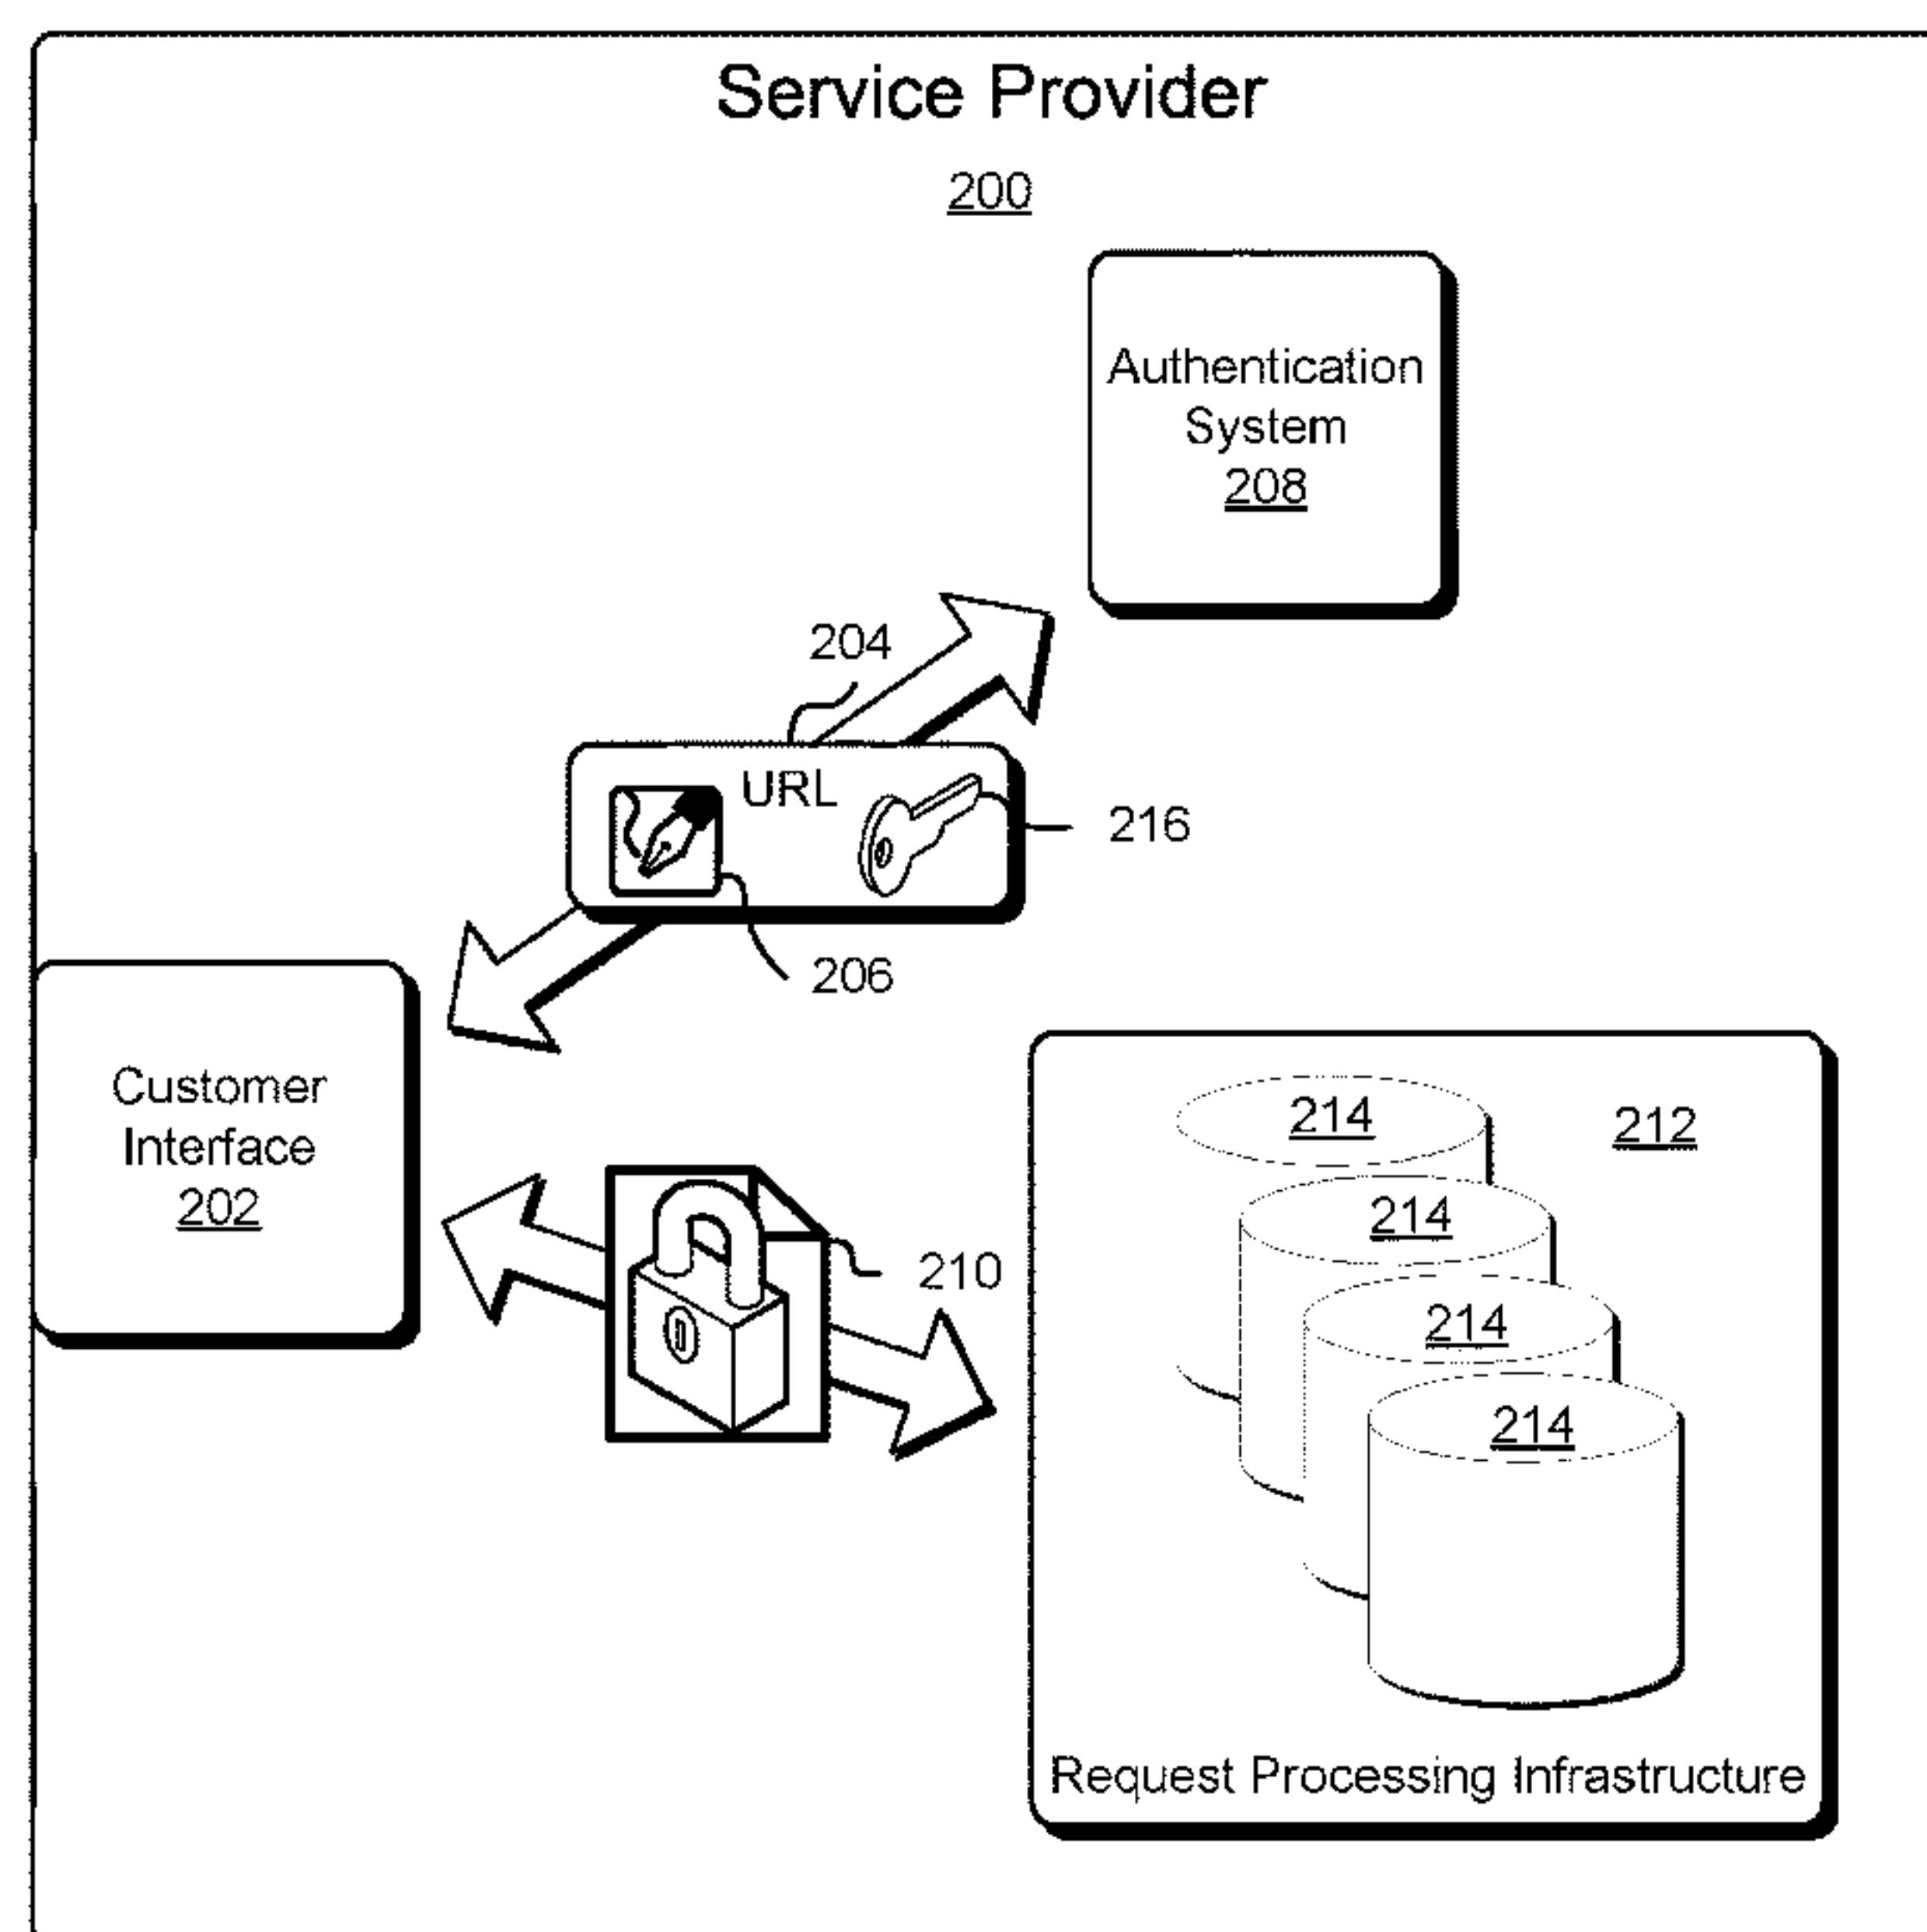 Service Provider
200
Authentication
System
208
204
URL
216
206
Customer
Interface
202
214
212
214
210
214
214
Request Processing Infrastructure